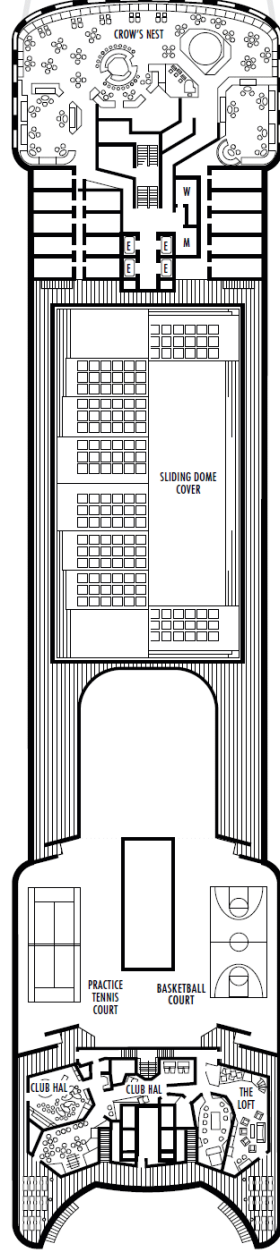 CROW'S NEST
W
E E M
E E
SLIDING DOME
COVER
PRACTICE
TENNIS
COURT
BASKETBALL
COURT
CLUB HAL
CLUB HAL
THE
LOFT